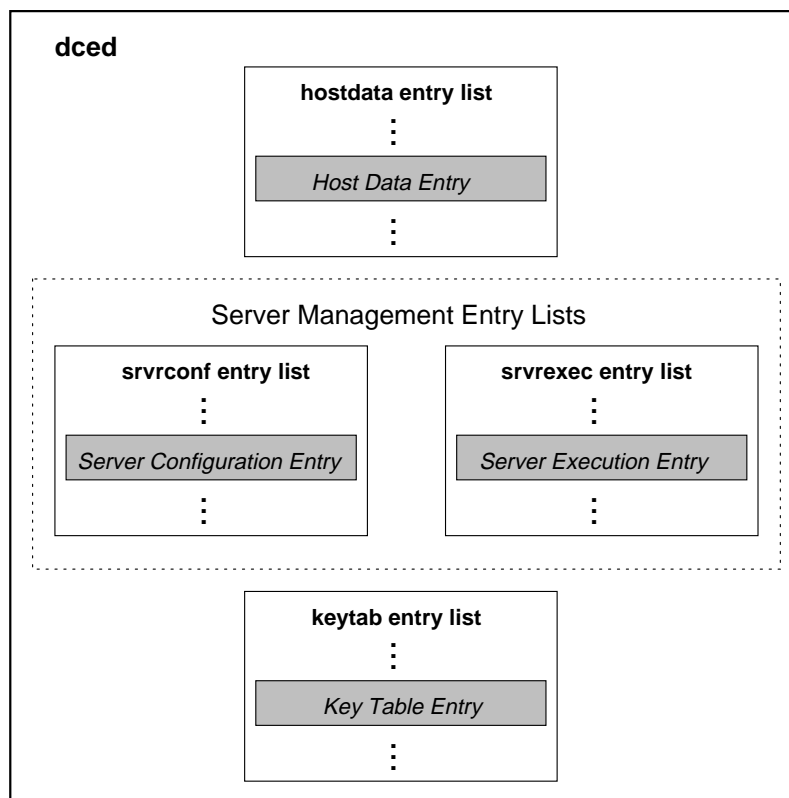 dced
hostdata entry list
Host Data Entry
Server Management Entry Lists
srvrconf entry list
Server Configuration Entry
srvrexec entry list
Server Execution Entry
keytab entry list
Key Table Entry